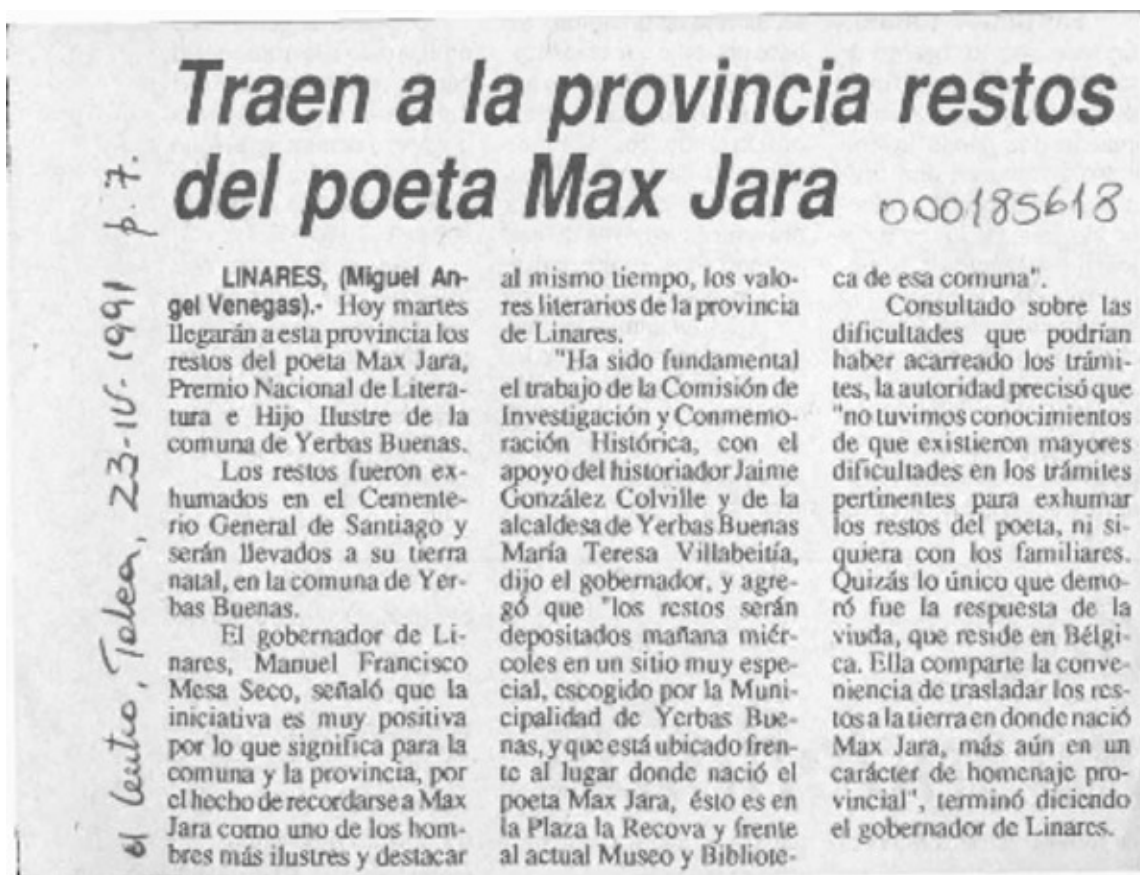 Traen a la provincia restos
del poeta Max Jara
000185618
el Centro, Talca, 23-IV-1991 p. 7.
LINARES, (Miguel An-
gel Venegas).- Hoy martes
llegarán a esta provincia los
restos del poeta Max Jara,
Premio Nacional de Litera-
tura e Hijo Ilustre de la
comuna de Yerbas Buenas.
Los restos fueron ex-
humados en el Cemente-
rio General de Santiago y
serán llevados a su tierra
natal, en la comuna de Yer-
bas Buenas.
El gobernador de Li-
nares, Manuel Francisco
Mesa Seco, señaló que la
iniciativa es muy positiva
por lo que significa para la
comuna y la provincia, por
el hecho de recordarse a Max
Jara como uno de los hom-
bres más ilustres y destacar
al mismo tiempo, los valo-
res literarios de la provincia
de Linares.
"Ha sido fundamental
el trabajo de la Comisión de
Investigación y Conmemo-
ración Histórica, con el
apoyo del historiador Jaime
González Colville y de la
alcaldesa de Yerbas Buenas
María Teresa Villabeitía,
dijo el gobernador, y agre-
gó que "los restos serán
depositados mañana miér-
coles en un sitio muy espe-
cial, escogido por la Muni-
cipalidad de Yerbas Bue-
nas, y que está ubicado fren-
te al lugar donde nació el
poeta Max Jara, ésto es en
la Plaza la Recova y frente
al actual Museo y Bibliote-
ca de esa comuna".
Consultado sobre las
dificultades que podrían
haber acarreado los trámi-
tes, la autoridad precisó que
"no tuvimos conocimientos
de que existieron mayores
dificultades en los trámites
pertinentes para exhumar
los restos del poeta, ni si-
quiera con los familiares.
Quizás lo único que demo-
ró fue la respuesta de la
viuda, que reside en Bélgi-
ca. Ella comparte la conve-
niencia de trasladar los res-
tos a la tierra en donde nació
Max Jara, más aún en un
carácter de homenaje pro-
vincial", terminó diciendo
el gobernador de Linares.